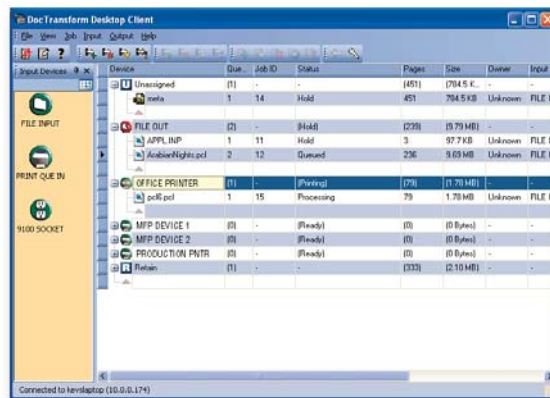 DocTransform Desktop Client
File View Job Input Output Help
Input Devices
FILE INPUT
PRINT QUE IN
9100 SOCKET
Device Que... Job ID Status Pages Size Owner Input
Unassigned (1) - - (451) (784.5 K... - -
meta 1 14 Hold 451 784.5 KB Unknown FILE
FILE OUT (2) - (Hold) (239) (9.79 MB) - -
APPL.INP 1 11 Hold 3 97.7 KB Unknown FILE
ArabianNights.pcl 2 12 Queued 236 9.69 MB Unknown FILE
OFFICE PRINTER (1) - (Printing) (79) (1.78 MB) - -
pcl6.pcl 1 15 Processing 79 1.78 MB Unknown FILE
MFP DEVICE 1 (0) - (Ready) (0) (0 Bytes) - -
MFP DEVICE 2 (0) - (Ready) (0) (0 Bytes) - -
PRODUCTION PNTR (0) - (Ready) (0) (0 Bytes) - -
Retain (1) - - (333) (2.10 MB) - -
Connected to kevslaptop (10.0.0.174)